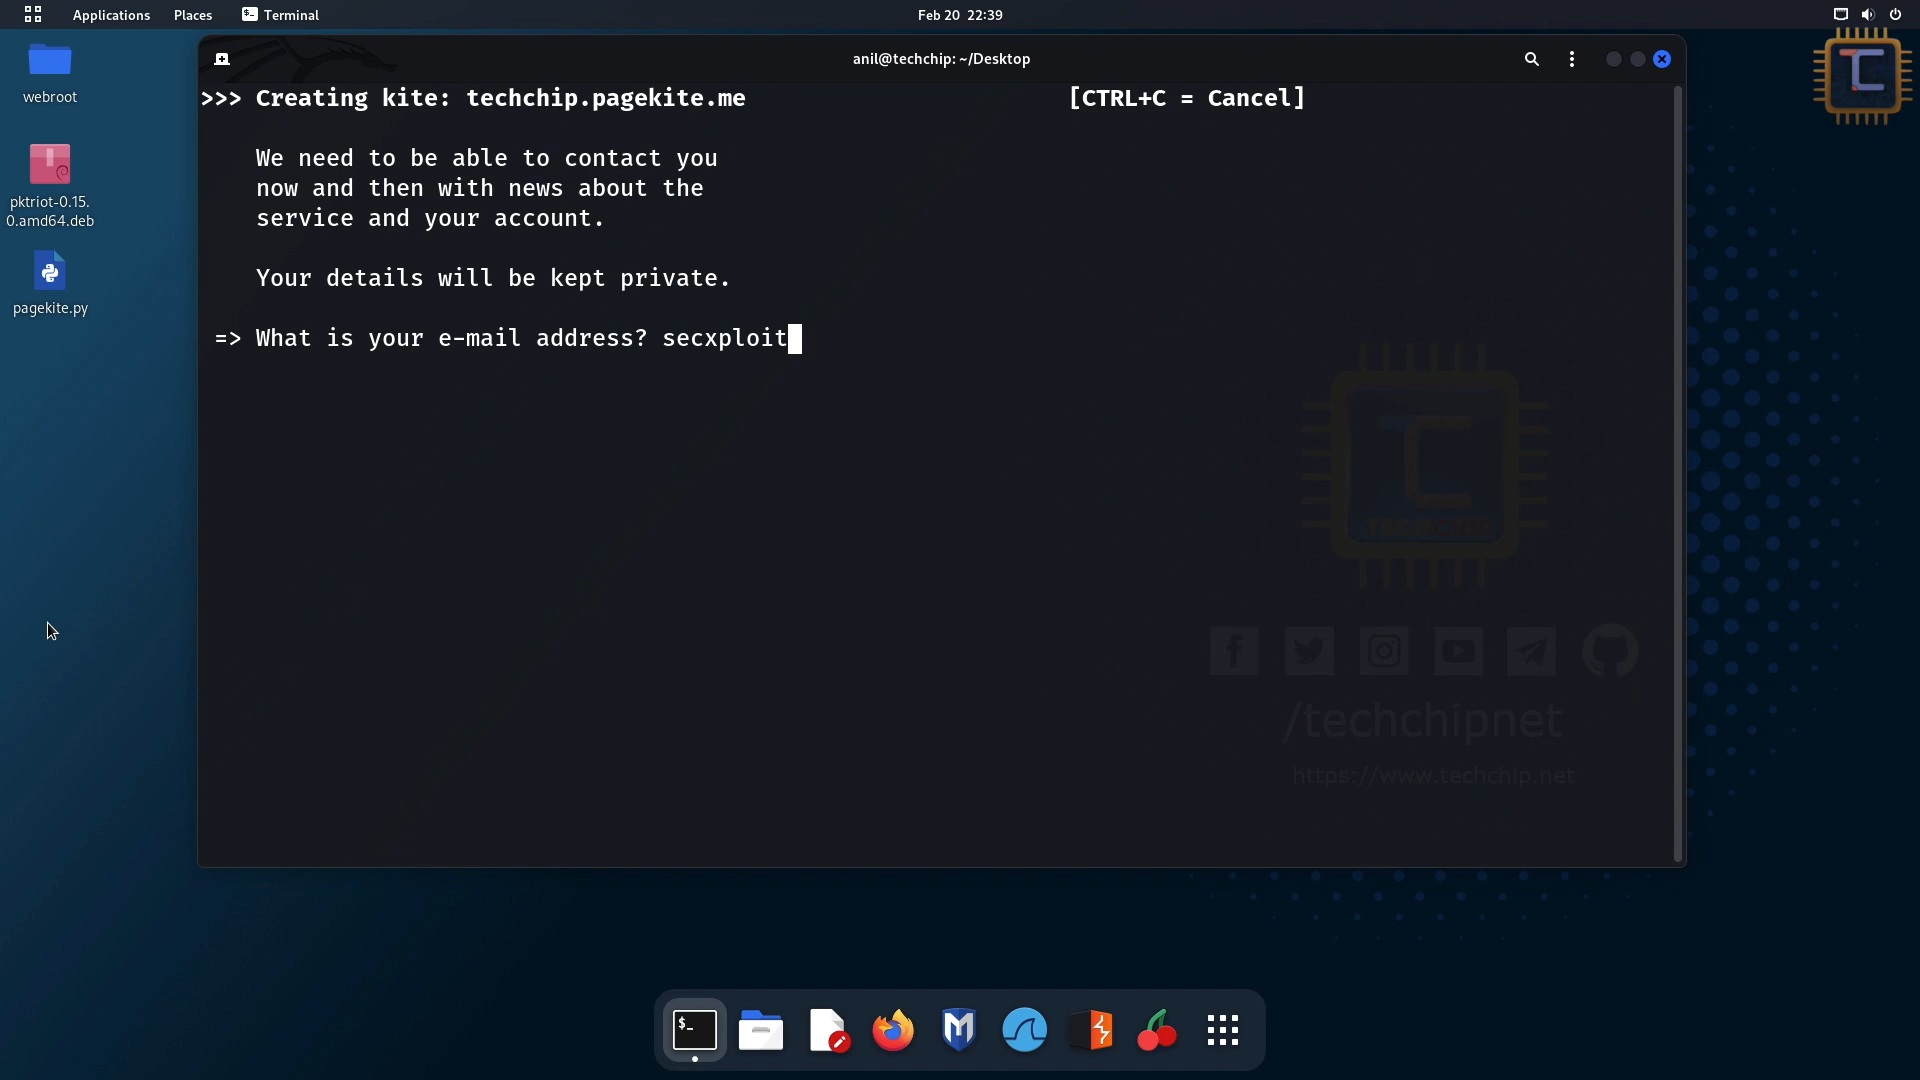 Applications Places Terminal
Feb 20 22:39
anil@techchip: ~/Desktop
webroot
pktriot-0.15.
0.amd64.deb
pagekite.py
>>> Creating kite: techchip.pagekite.me [CTRL+C = Cancel]
We need to be able to contact you
now and then with news about the
service and your account.
Your details will be kept private.
=> What is your e-mail address? secxploit
TECHCHIP
/techchipnet
https://www.techchip.net